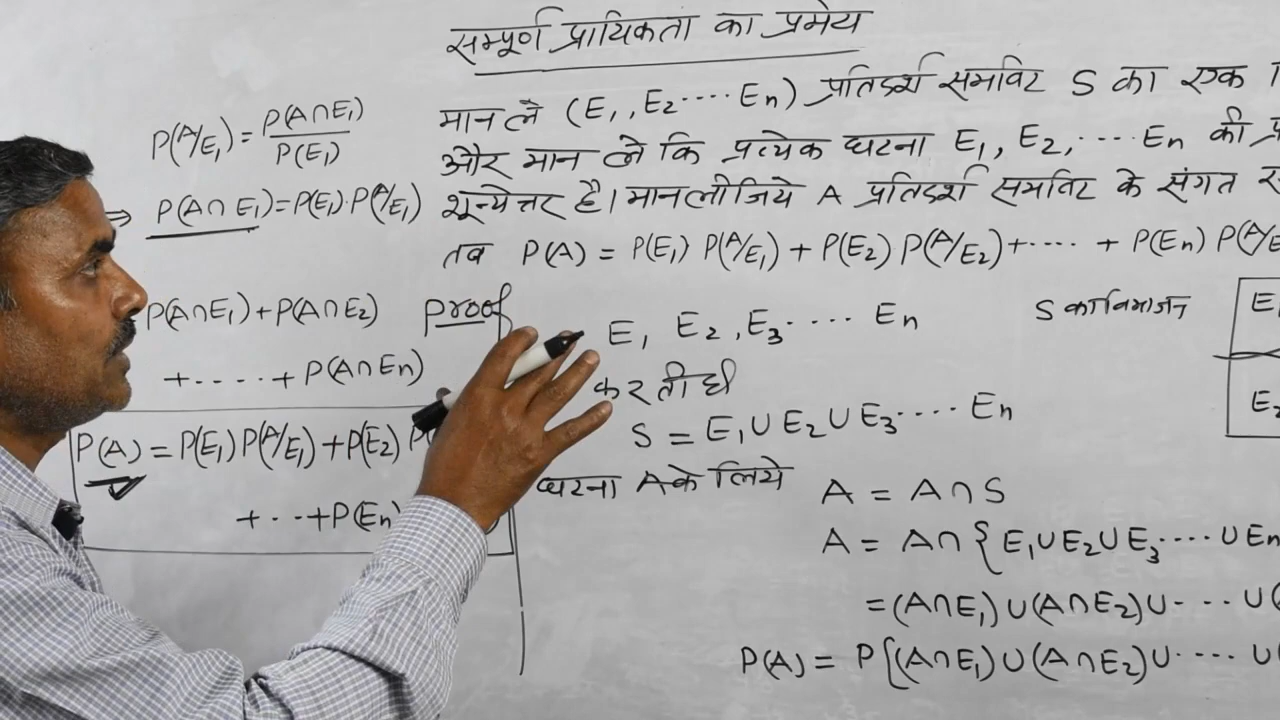 सम्पूर्ण प्रायिकता का प्रमेय
मान ले (E₁, E₂ ···· Eₙ) प्रतिदर्श समष्टि S का एक
और मान ले कि प्रत्येक घटना E₁, E₂, ···· Eₙ की
शून्येत्तर है। मान लीजिये A प्रतिदर्श समष्टि के संगत
तब P(A) = P(E₁) P(A/E₁) + P(E₂) P(A/E₂) + ···· + P(Eₙ) P(A/E
proof E₁ E₂, E₃ ···· Eₙ S का विभाजन
करती हो
S = E₁ ∪ E₂ ∪ E₃ ···· Eₙ
घटना A के लिये A = A∩S
A = A∩{E₁∪E₂∪E₃ ···· ∪Eₙ
= (A∩E₁)∪(A∩E₂)∪- ··· ∪(
P(A) = P{(A∩E₁)∪(A∩E₂)∪ ···· ∪(
P(A/E₁) = P(A∩E₁) / P(E₁)
⇒ P(A∩E₁) = P(E₁)·P(A/E₁)
P(A∩E₁) + P(A∩E₂)
+ ···· + P(A∩Eₙ)
P(A) = P(E₁) P(A/E₁) + P(E₂) P(
+ ·· + P(Eₙ)
E₁
E₂